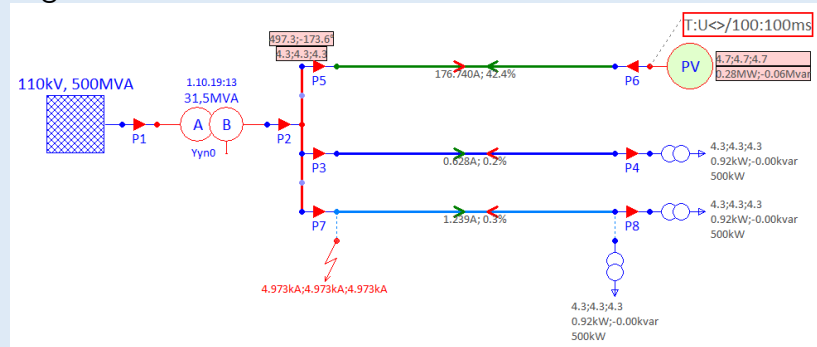 T:U<>/100:100ms
497.3;-173.6°
4.3;4.3;4.3
P5
176.740A; 42.4%
P6
PV
4.7;4.7;4.7
0.28MW;-0.06Mvar
110kV, 500MVA
1.10.19:13
31,5MVA
A
B
Yyn0
P1
P2
P3
0.628A; 0.2%
P4
4.3;4.3;4.3
0.92kW;-0.00kvar
500kW
P7
1.239A; 0.3%
P8
4.3;4.3;4.3
0.92kW;-0.00kvar
500kW
4.973kA;4.973kA;4.973kA
4.3;4.3;4.3
0.92kW;-0.00kvar
500kW